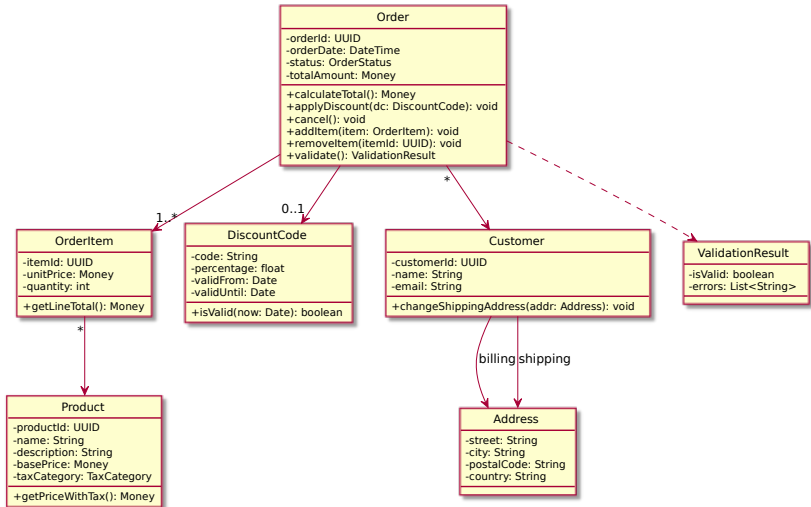 Order
-orderId: UUID
-orderDate: DateTime
-status: OrderStatus
-totalAmount: Money
+calculateTotal(): Money
+applyDiscount(dc: DiscountCode): void
+cancel(): void
+addItem(item: OrderItem): void
+removeItem(itemId: UUID): void
+validate(): ValidationResult
*
1..*
0..1
OrderItem
-itemId: UUID
-unitPrice: Money
-quantity: int
+getLineTotal(): Money
DiscountCode
-code: String
-percentage: float
-validFrom: Date
-validUntil: Date
+isValid(now: Date): boolean
Customer
-customerId: UUID
-name: String
-email: String
+changeShippingAddress(addr: Address): void
ValidationResult
-isValid: boolean
-errors: List<String>
*
billing
shipping
Product
-productId: UUID
-name: String
-description: String
-basePrice: Money
-taxCategory: TaxCategory
+getPriceWithTax(): Money
Address
-street: String
-city: String
-postalCode: String
-country: String